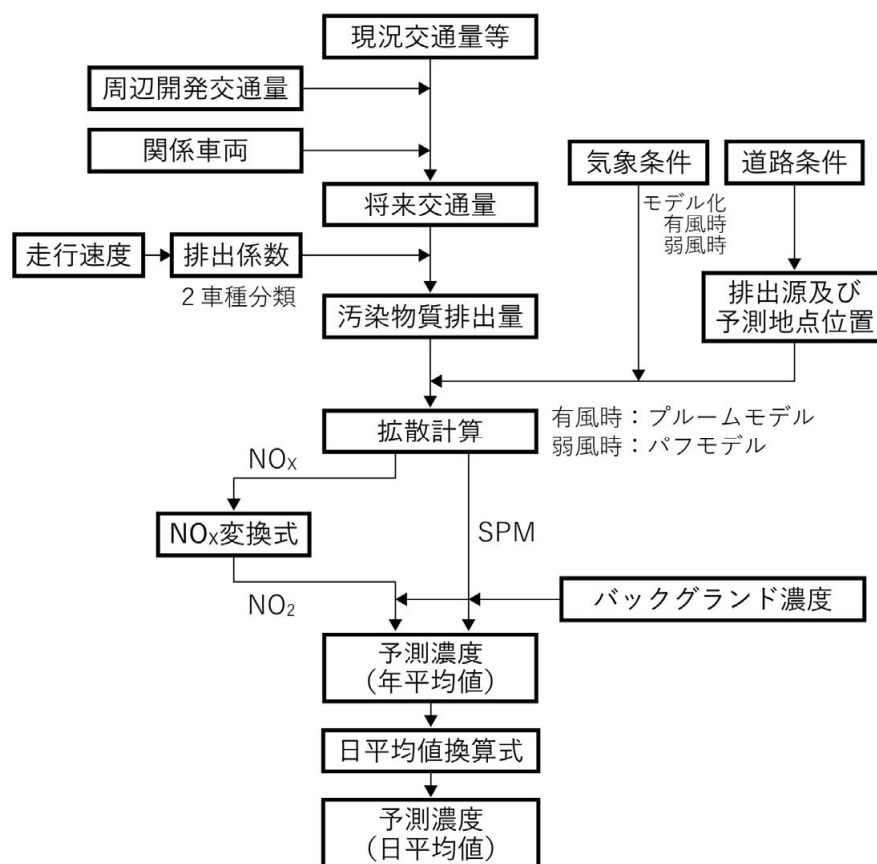 現況交通量等
周辺開発交通量
関係車両
気象条件
道路条件
将来交通量
モデル化
有風時
弱風時
走行速度
排出係数
2車種分類
汚染物質排出量
排出源及び
予測地点位置
拡散計算
有風時：プルームモデル
弱風時：パフモデル
NOX
NOX変換式
SPM
NO2
バックグランド濃度
予測濃度
（年平均値）
日平均値換算式
予測濃度
（日平均値）